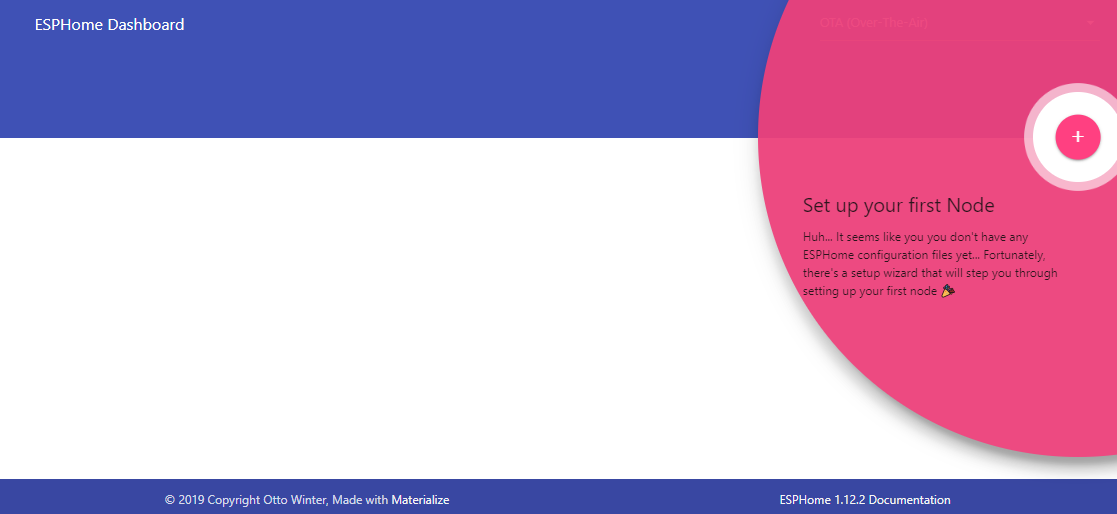 ESPHome Dashboard
OTA (Over-The-Air)
+
Set up your first Node
Huh... It seems like you you don't have any
ESPHome configuration files yet... Fortunately,
there's a setup wizard that will step you through
setting up your first node 🎉
© 2019 Copyright Otto Winter, Made with Materialize
ESPHome 1.12.2 Documentation